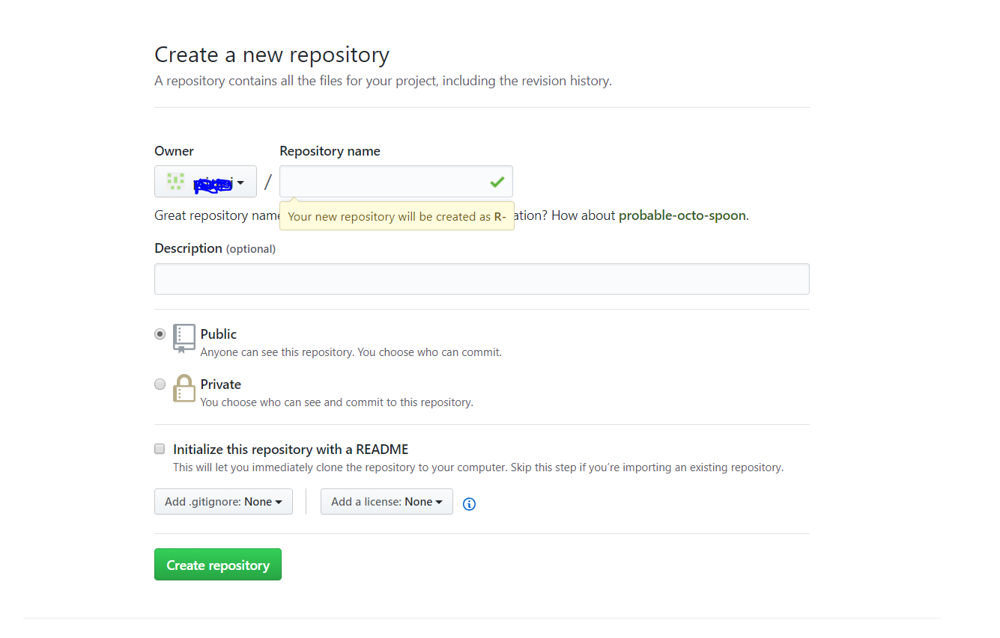 Create a new repository
A repository contains all the files for your project, including the revision history.
Owner Repository name
/
Great repository name ation? How about probable-octo-spoon.
Your new repository will be created as R-
Description (optional)
Public
Anyone can see this repository. You choose who can commit.
Private
You choose who can see and commit to this repository.
Initialize this repository with a README
This will let you immediately clone the repository to your computer. Skip this step if you’re importing an existing repository.
Add .gitignore: None Add a license: None
Create repository